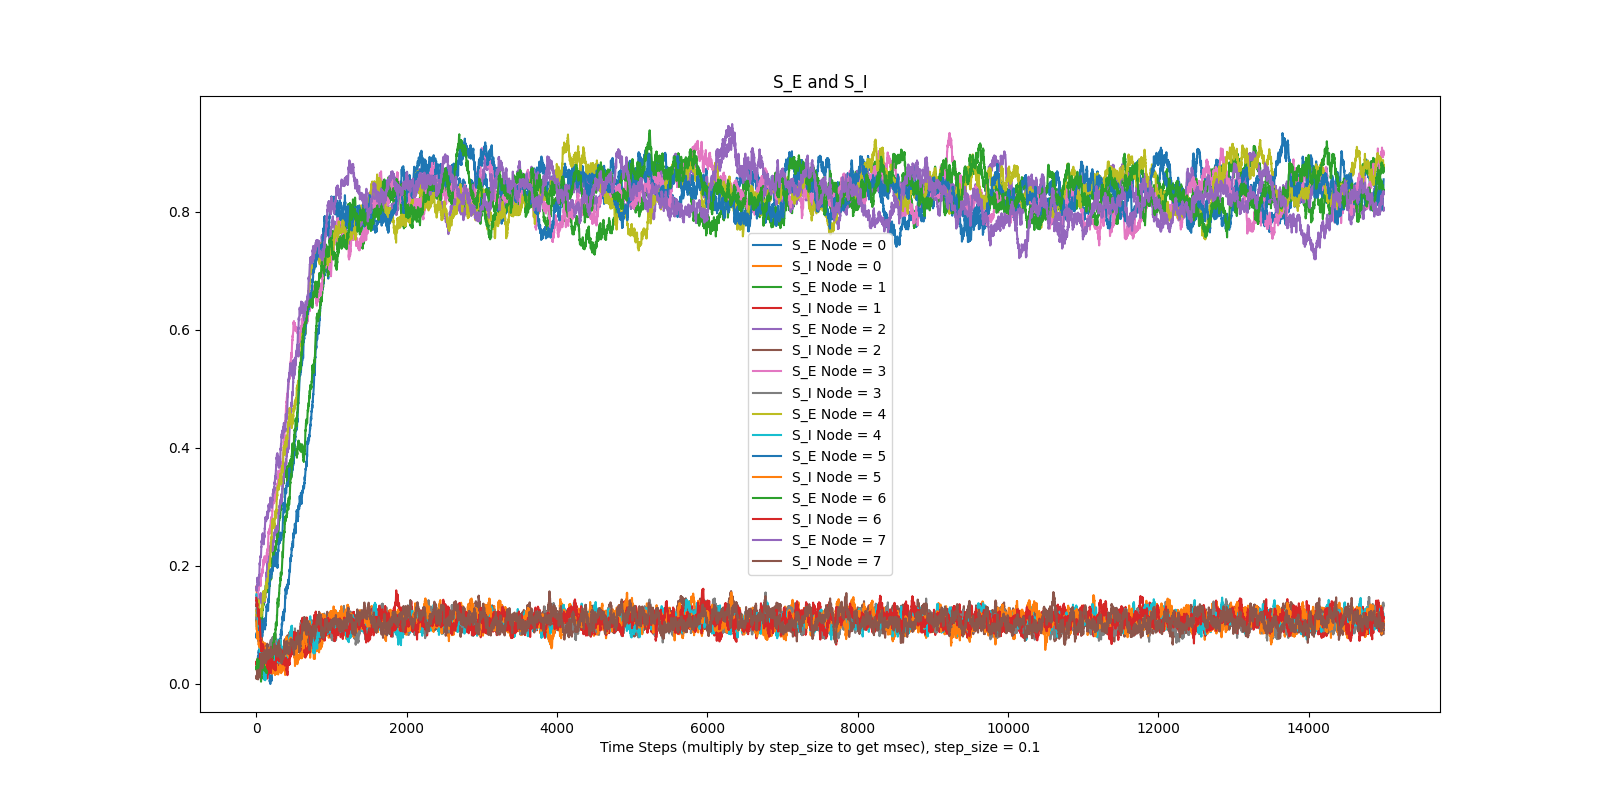 S_E and S_I
0.8
0.6
0.4
0.2
0.0
S_E Node = 0
S_I Node = 0
S_E Node = 1
S_I Node = 1
S_E Node = 2
S_I Node = 2
S_E Node = 3
S_I Node = 3
S_E Node = 4
S_I Node = 4
S_E Node = 5
S_I Node = 5
S_E Node = 6
S_I Node = 6
S_E Node = 7
S_I Node = 7
0 2000 4000 6000 8000 10000 12000 14000
Time Steps (multiply by step_size to get msec), step_size = 0.1